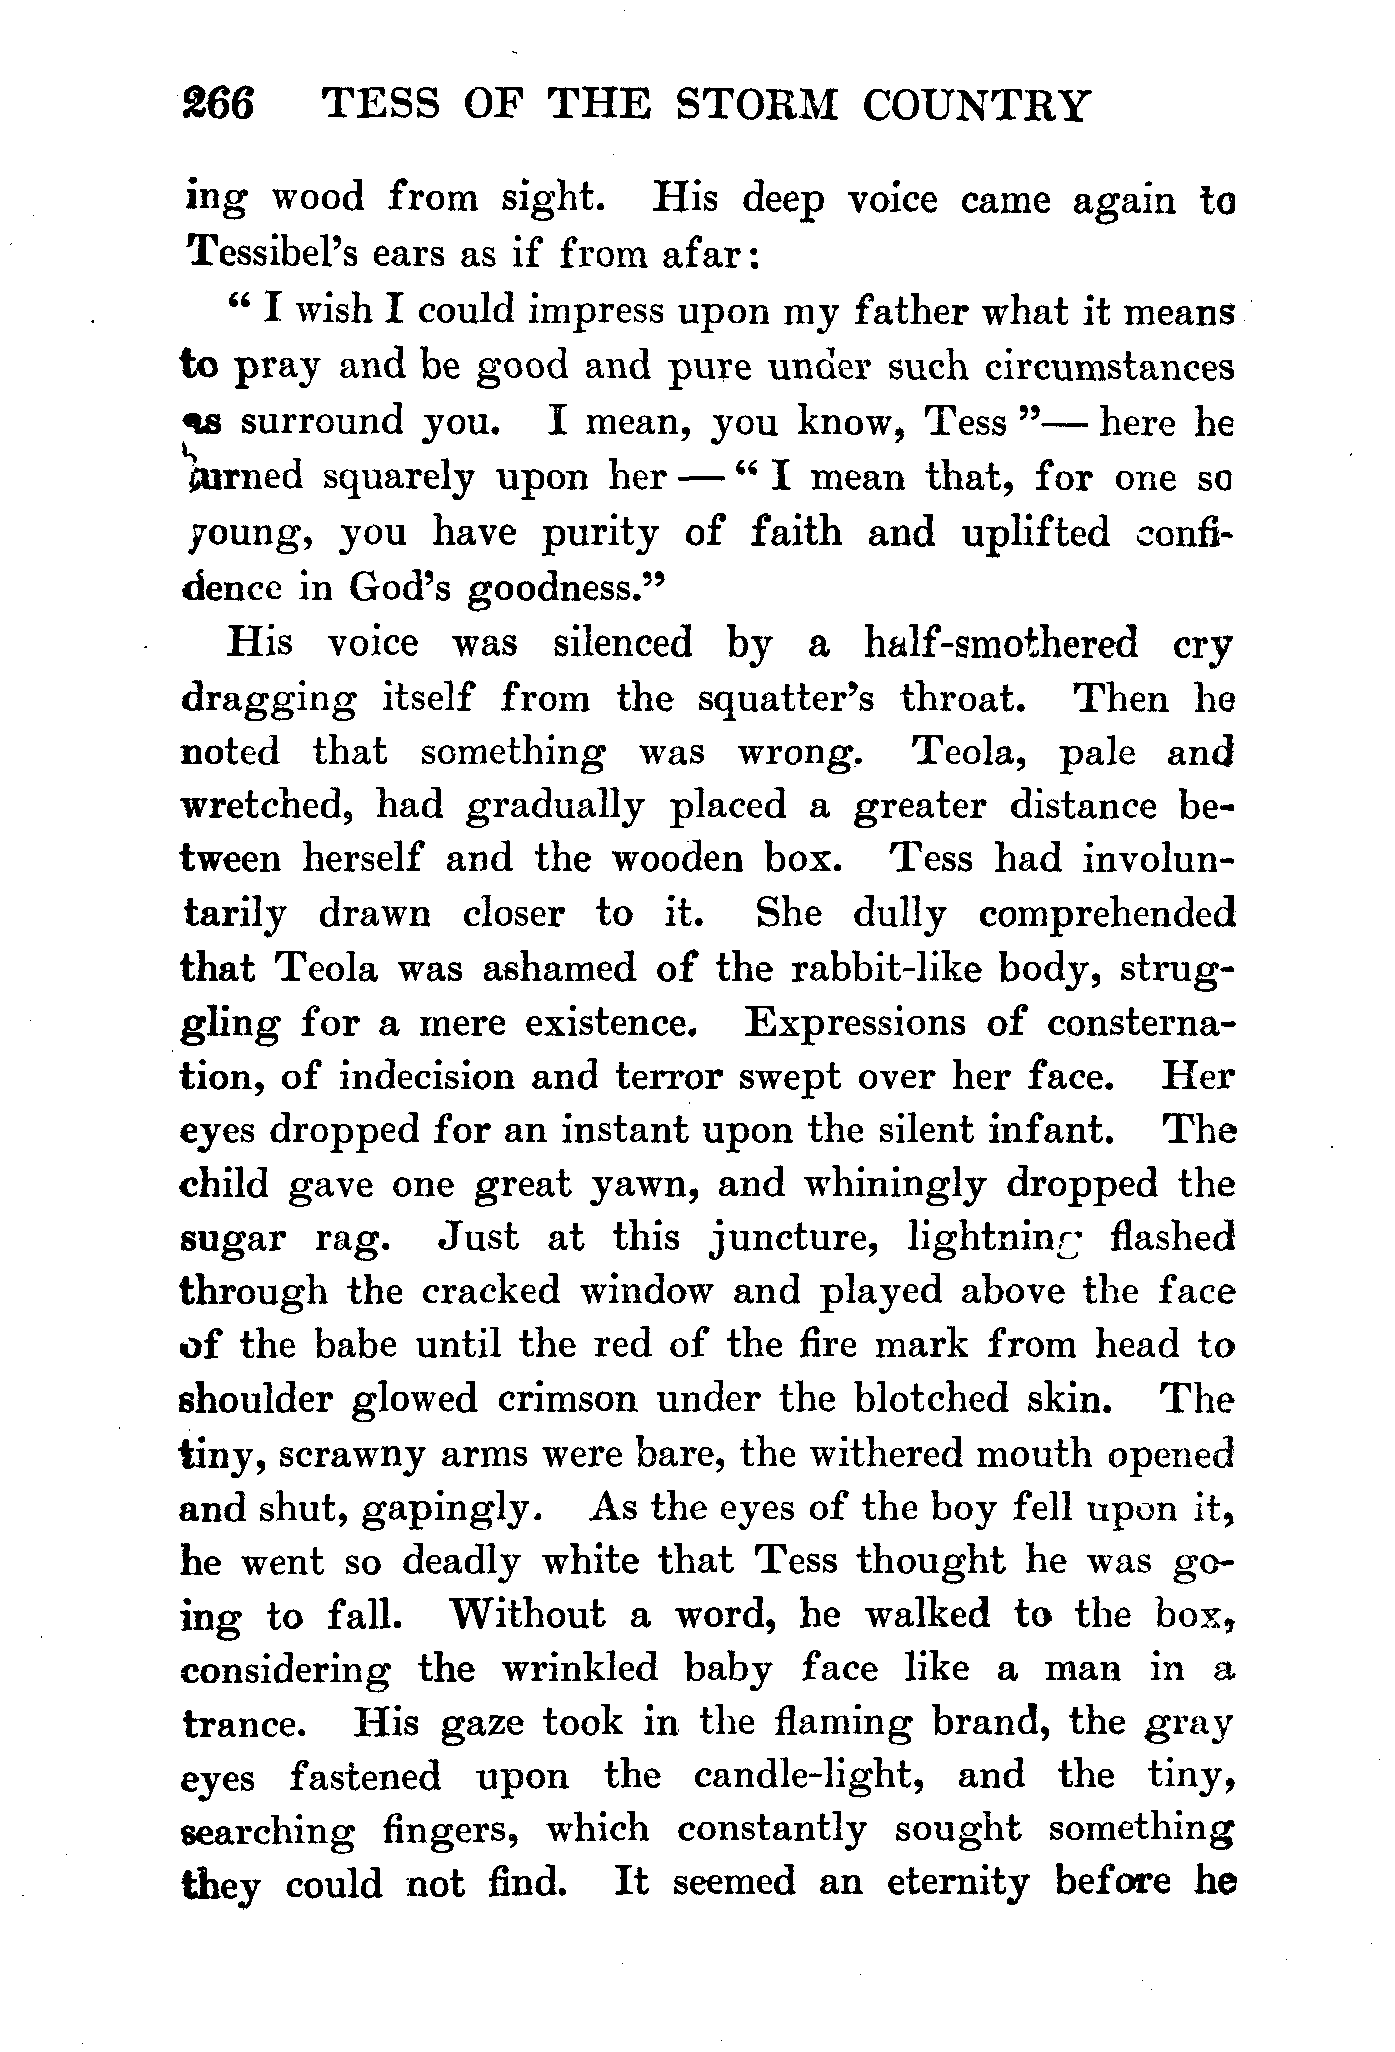 266 TESS OF THE STORM COUNTRY
ing wood from sight. His deep voice came again to
Tessibel's ears as if from afar:
“ I wish I could impress upon my father what it means
to pray and be good and pure under such circumstances
as surround you. I mean, you know, Tess ”— here he
turned squarely upon her — “ I mean that, for one so
young, you have purity of faith and uplifted confi-
dence in God's goodness.”
His voice was silenced by a half-smothered cry
dragging itself from the squatter's throat. Then he
noted that something was wrong. Teola, pale and
wretched, had gradually placed a greater distance be-
tween herself and the wooden box. Tess had involun-
tarily drawn closer to it. She dully comprehended
that Teola was ashamed of the rabbit-like body, strug-
gling for a mere existence. Expressions of consterna-
tion, of indecision and terror swept over her face. Her
eyes dropped for an instant upon the silent infant. The
child gave one great yawn, and whiningly dropped the
sugar rag. Just at this juncture, lightning flashed
through the cracked window and played above the face
of the babe until the red of the fire mark from head to
shoulder glowed crimson under the blotched skin. The
tiny, scrawny arms were bare, the withered mouth opened
and shut, gapingly. As the eyes of the boy fell upon it,
he went so deadly white that Tess thought he was go-
ing to fall. Without a word, he walked to the box,
considering the wrinkled baby face like a man in a
trance. His gaze took in the flaming brand, the gray
eyes fastened upon the candle-light, and the tiny,
searching fingers, which constantly sought something
they could not find. It seemed an eternity before he